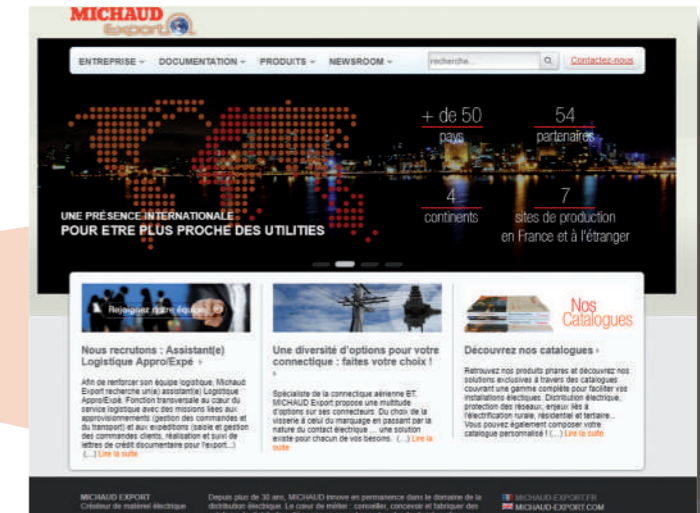 MICHAUD
Export
ENTREPRISE
DOCUMENTATION
PRODUITS
NEWSROOM
recherche...
Contactez-nous
+ de 50
pays
54
partenaires
4
continents
7
sites de production
en France et à l'étranger
UNE PRÉSENCE INTERNATIONALE
POUR ETRE PLUS PROCHE DES UTILITIES
Rejoignez notre équipe
Nous recrutons : Assistant(e)
Logistique Appro/Expé ›
Afin de renforcer son équipe logistique, Michaud
Export recherche un(e) assistant(e) Logistique
Appro/Expé. Fonction transversale au cœur du
service logistique avec des missions liées aux
approvisionnements (gestion des commandes et
du transport) et aux expéditions (saisie et gestion
des commandes clients, réalisation et suivi de
lettres de crédit documentaire pour l'export...)
(...) Lire la suite
Une diversité d'options pour votre
connectique : faites votre choix !
›
Spécialiste de la connectique aérienne BT,
MICHAUD Export propose une multitude
d'options sur ses connecteurs. Du choix de la
visserie à celui du marquage en passant par la
nature du contact électrique ... une solution
existe pour chacun de vos besoins. (...) Lire la
suite
Nos
Catalogues
Découvrez nos catalogues ›
Retrouvez nos produits phares et découvrez nos
solutions exclusives à travers des catalogues
couvrant une gamme complète pour faciliter vos
installations électriques. Distribution électrique,
protection des réseaux, enjeux liés à
l'électrification rurale, résidentiel et tertiaire...
Vous pouvez également composer votre
catalogue personnalisé ! (...) Lire la suite
MICHAUD EXPORT
Créateur de matériel électrique
Depuis plus de 30 ans, MICHAUD innove en permanence dans le domaine de la
distribution électrique. Le cœur de métier : conseiller, concevoir et fabriquer des
MICHAUD-EXPORT.FR
MICHAUD-EXPORT.COM